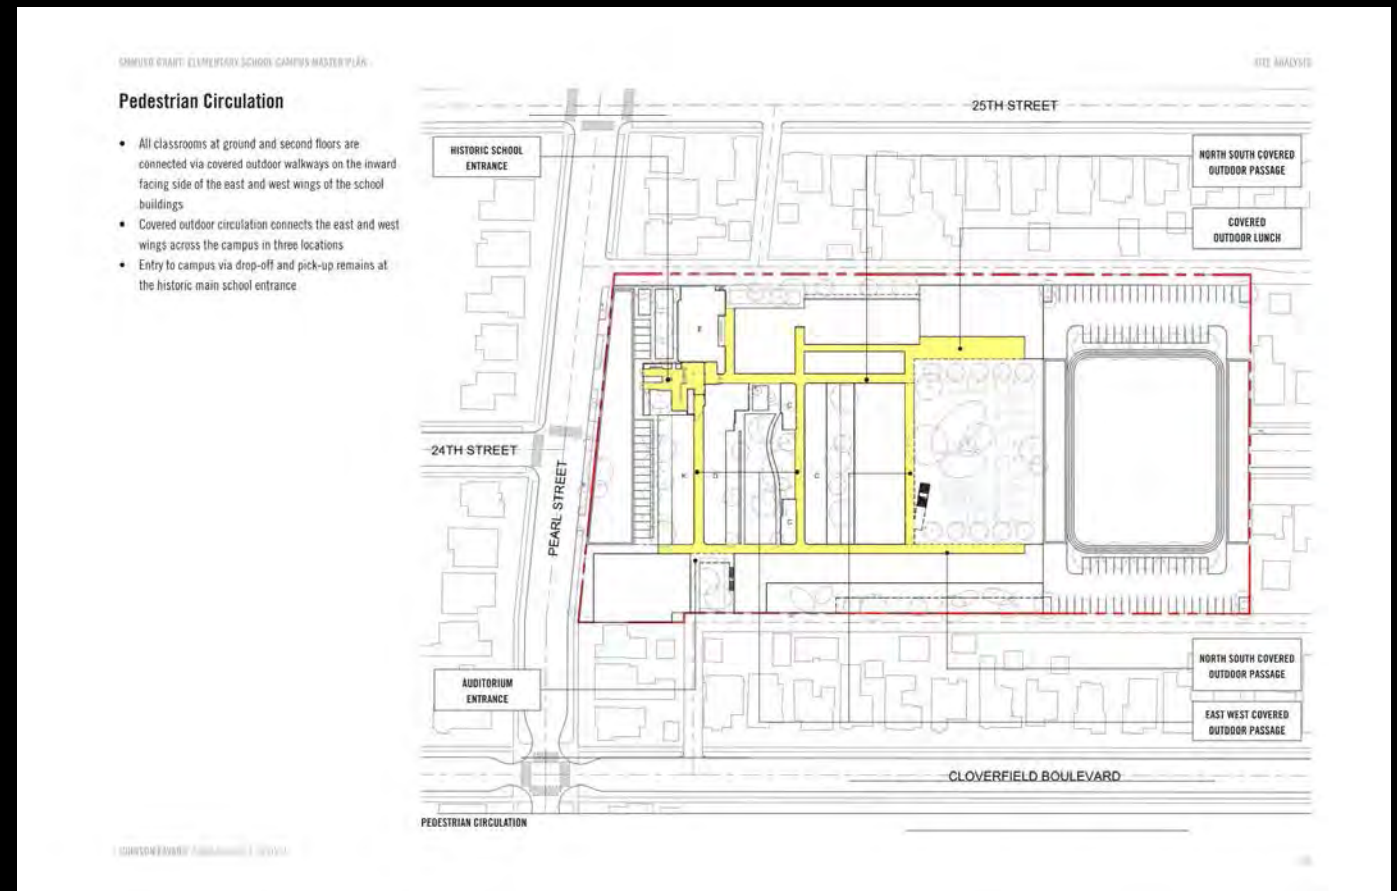 SMMUSD GRANT ELEMENTARY SCHOOL CAMPUS MASTER PLAN
SITE ANALYSIS
Pedestrian Circulation
• All classrooms at ground and second floors are
connected via covered outdoor walkways on the inward
facing side of the east and west wings of the school
buildings
• Covered outdoor circulation connects the east and west
wings across the campus in three locations
• Entry to campus via drop-off and pick-up remains at
the historic main school entrance
25TH STREET
HISTORIC SCHOOL
ENTRANCE
NORTH SOUTH COVERED
OUTDOOR PASSAGE
COVERED
OUTDOOR LUNCH
E
C
24TH STREET
PEARL STREET
K
D
C
C
AUDITORIUM
ENTRANCE
NORTH SOUTH COVERED
OUTDOOR PASSAGE
EAST WEST COVERED
OUTDOOR PASSAGE
CLOVERFIELD BOULEVARD
PEDESTRIAN CIRCULATION